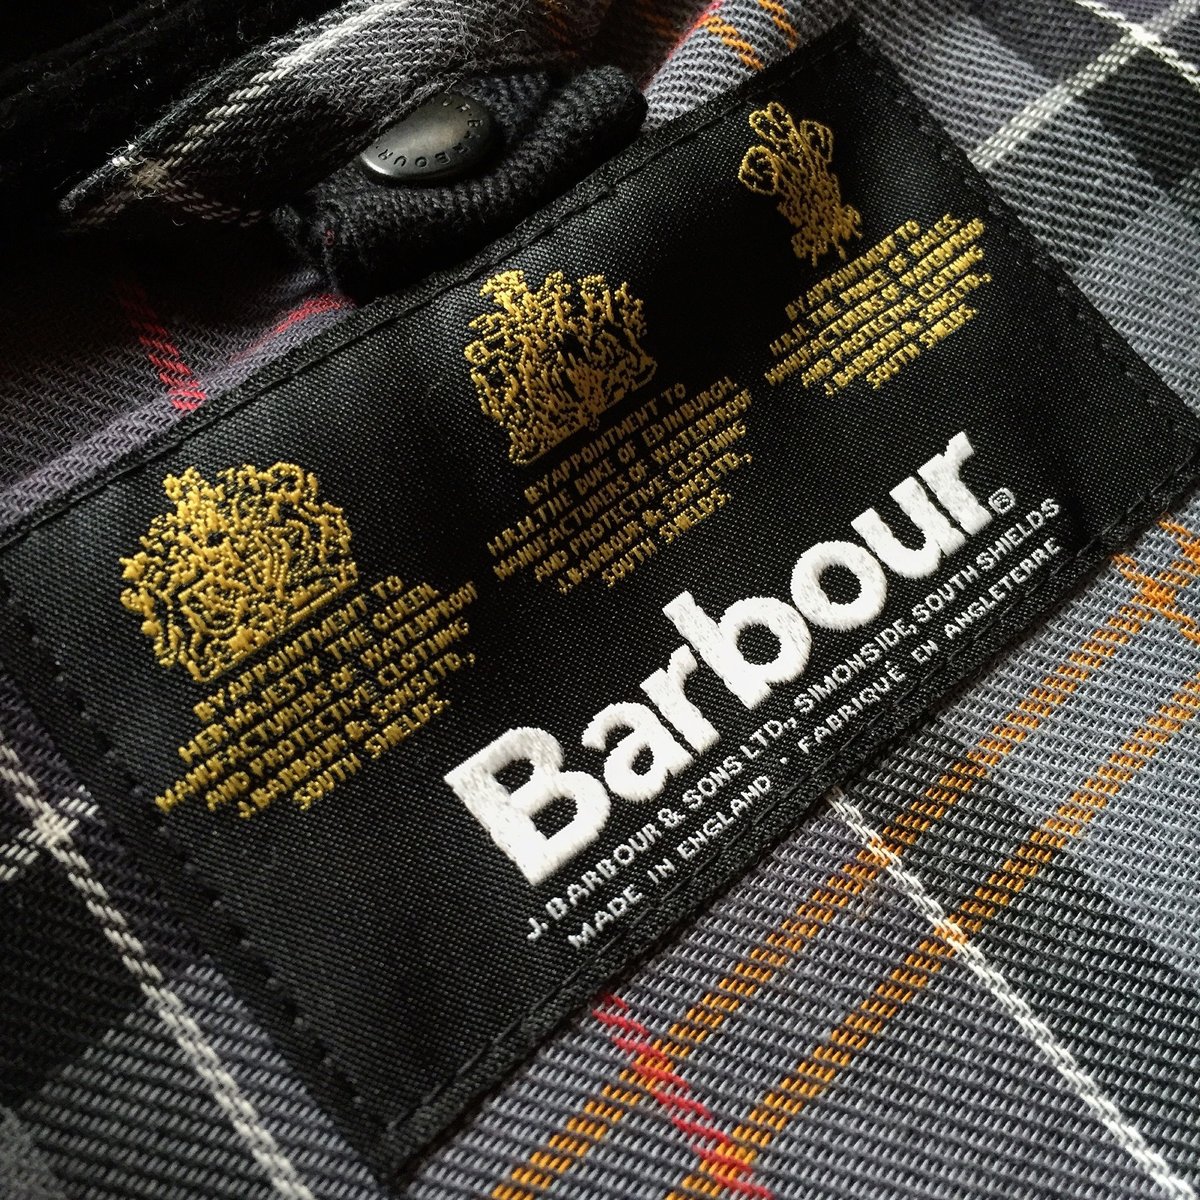 BARBOUR
BY APPOINTMENT TO
HER MAJESTY THE QUEEN
MANUFACTURERS OF WATERPROOF
AND PROTECTIVE CLOTHING
J. BARBOUR & SONS LTD.,
SOUTH SHIELDS.
BY APPOINTMENT TO
H.R.H. THE DUKE OF EDINBURGH,
MANUFACTURERS OF WATERPROOF
AND PROTECTIVE CLOTHING
J. BARBOUR & SONS LTD.,
SOUTH SHIELDS.
BY APPOINTMENT TO
H.R.H. THE PRINCE OF WALES
MANUFACTURERS OF WATERPROOF
AND PROTECTIVE CLOTHING,
J. BARBOUR & SONS LTD.
SOUTH SHIELDS.
Barbour®
J. BARBOUR & SONS LTD., SIMONSIDE, SOUTH SHIELDS
MADE IN ENGLAND · FABRIQUÉ EN ANGLETERRE